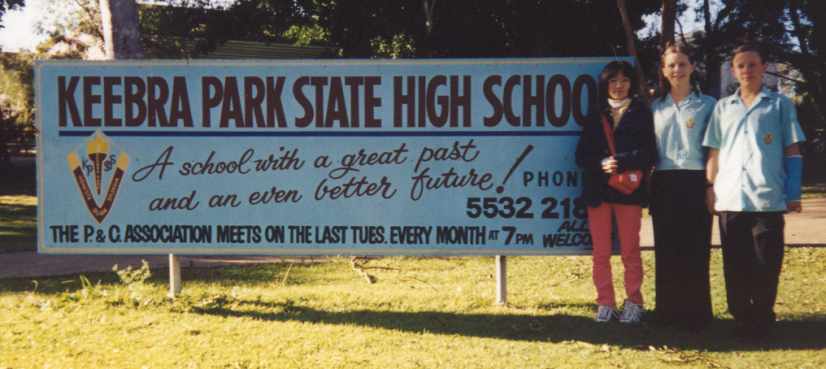 KEEBRA PARK STATE HIGH SCHOO
A school with a great past
and an even better future!
PHON
5532 218
THE P. & C. ASSOCIATION MEETS ON THE LAST TUES. EVERY MONTH AT 7PM
ALL
WELCO